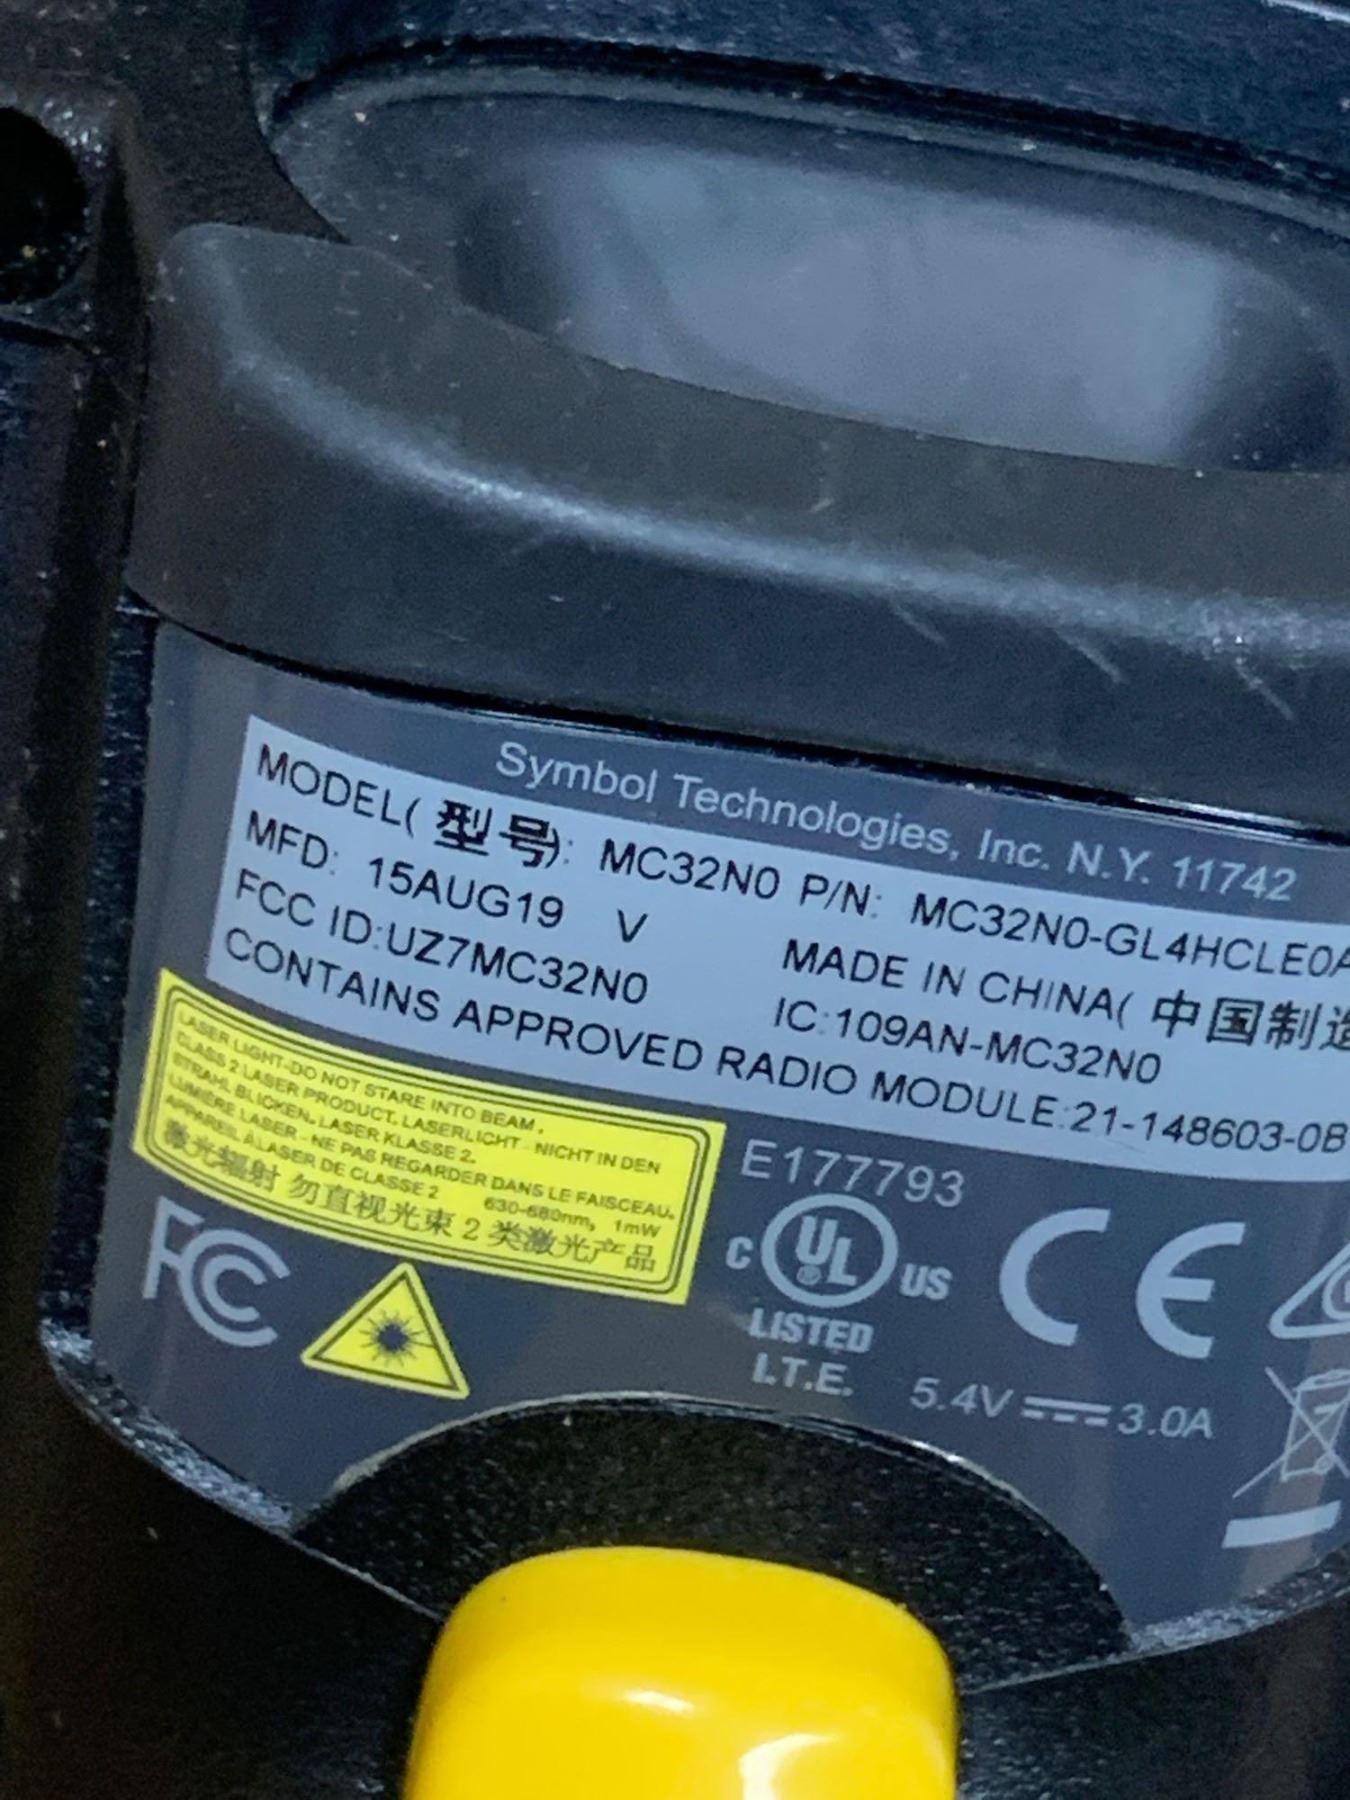 Symbol Technologies, Inc. N.Y. 11742
MODEL( 型号): MC32N0 P/N: MC32N0-GL4HCLE0A
MFD: 15AUG19 V MADE IN CHINA( 中国制造
FCC ID:UZ7MC32N0 IC:109AN-MC32N0
CONTAINS APPROVED RADIO MODULE:21-148603-0B
LASER LIGHT-DO NOT STARE INTO BEAM.
CLASS 2 LASER PRODUCT. LASERLICHT - NICHT IN DEN
STRAHL BLICKEN, LASER KLASSE 2.
LUMIÈRE LASER - NE PAS REGARDER DANS LE FAISCEAU.
APPAREIL À LASER DE CLASSE 2 630-680nm, 1mW
激光辐射 勿直视光束 2 类激光产品
E177793
FCC
C UL ® US
LISTED
I.T.E.
CE
5.4V 3.0A